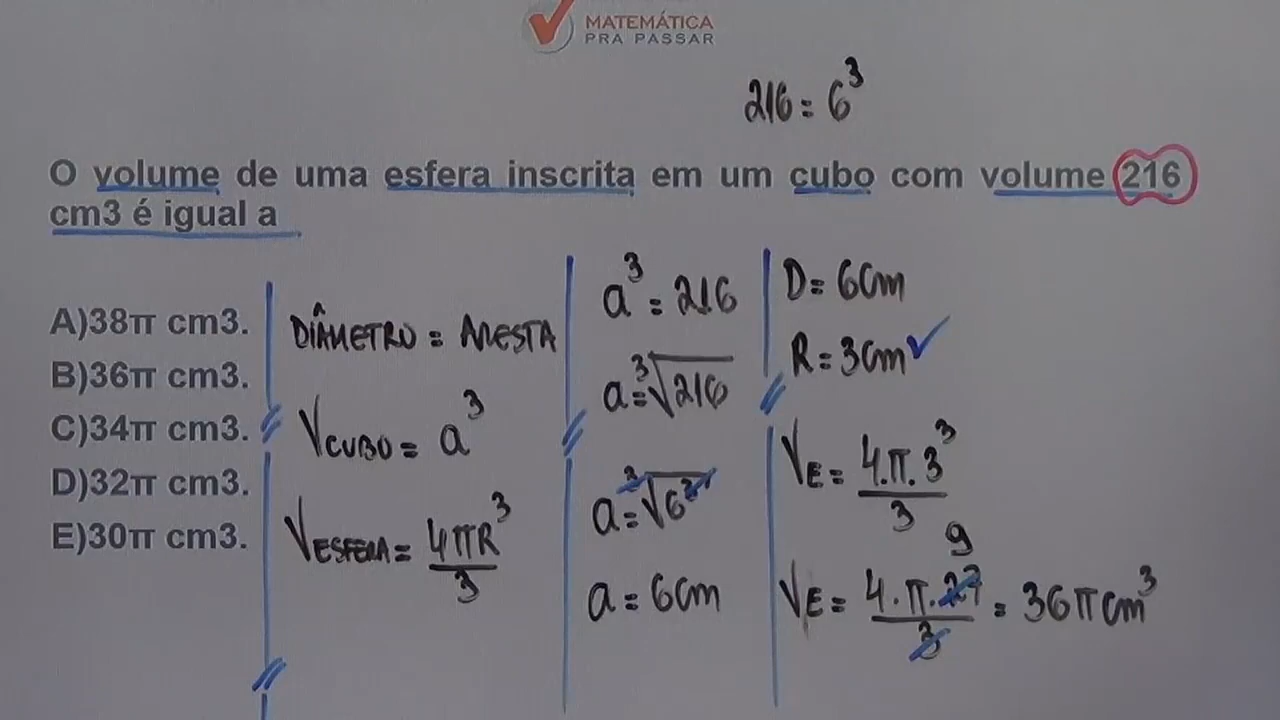 MATEMÁTICA
PRA PASSAR
216 = 6³
O volume de uma esfera inscrita em um cubo com volume 216
cm3 é igual a
A)38π cm3.
B)36π cm3.
C)34π cm3.
D)32π cm3.
E)30π cm3.
DIÂMETRO = ARESTA
VCUBO = a³
VESFERA = 4πR³/3
a³ = 216
a = ³√216
a = ³√6³
a = 6cm
D = 6cm
R = 3cm
VE = 4.π.3³/3
9
VE = 4.π.27/3 = 36πcm³